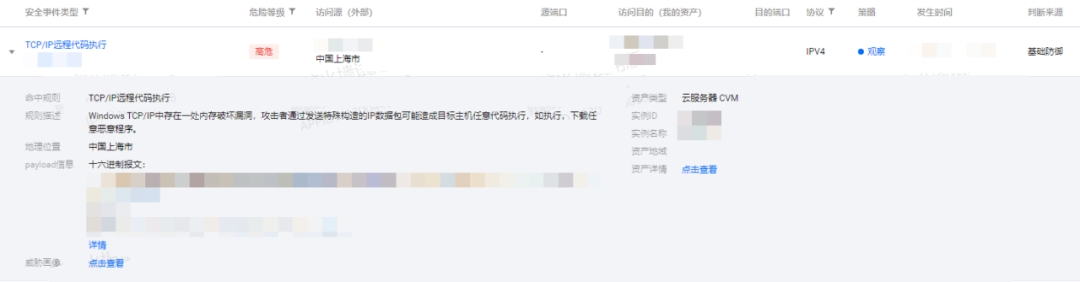 安全事件类型 危险等级 访问源（外部） 源端口 访问目的（我的资产） 目的端口 协议 策略 发生时间 判断来源
TCP/IP远程代码执行 高危 中国上海市 - IPV4 观察 基础防御
命中规则 TCP/IP远程代码执行 资产类型 云服务器 CVM
规则描述 Windows TCP/IP中存在一处内存破坏漏洞，攻击者通过发送特殊构造的IP数据包可能造成目标主机任意代码执行，如执行，下载任 实例ID
意恶意程序。 实例名称
地理位置 中国上海市 资产地域
payload信息 十六进制报文： 资产详情 点击查看
详情
威胁画像 点击查看